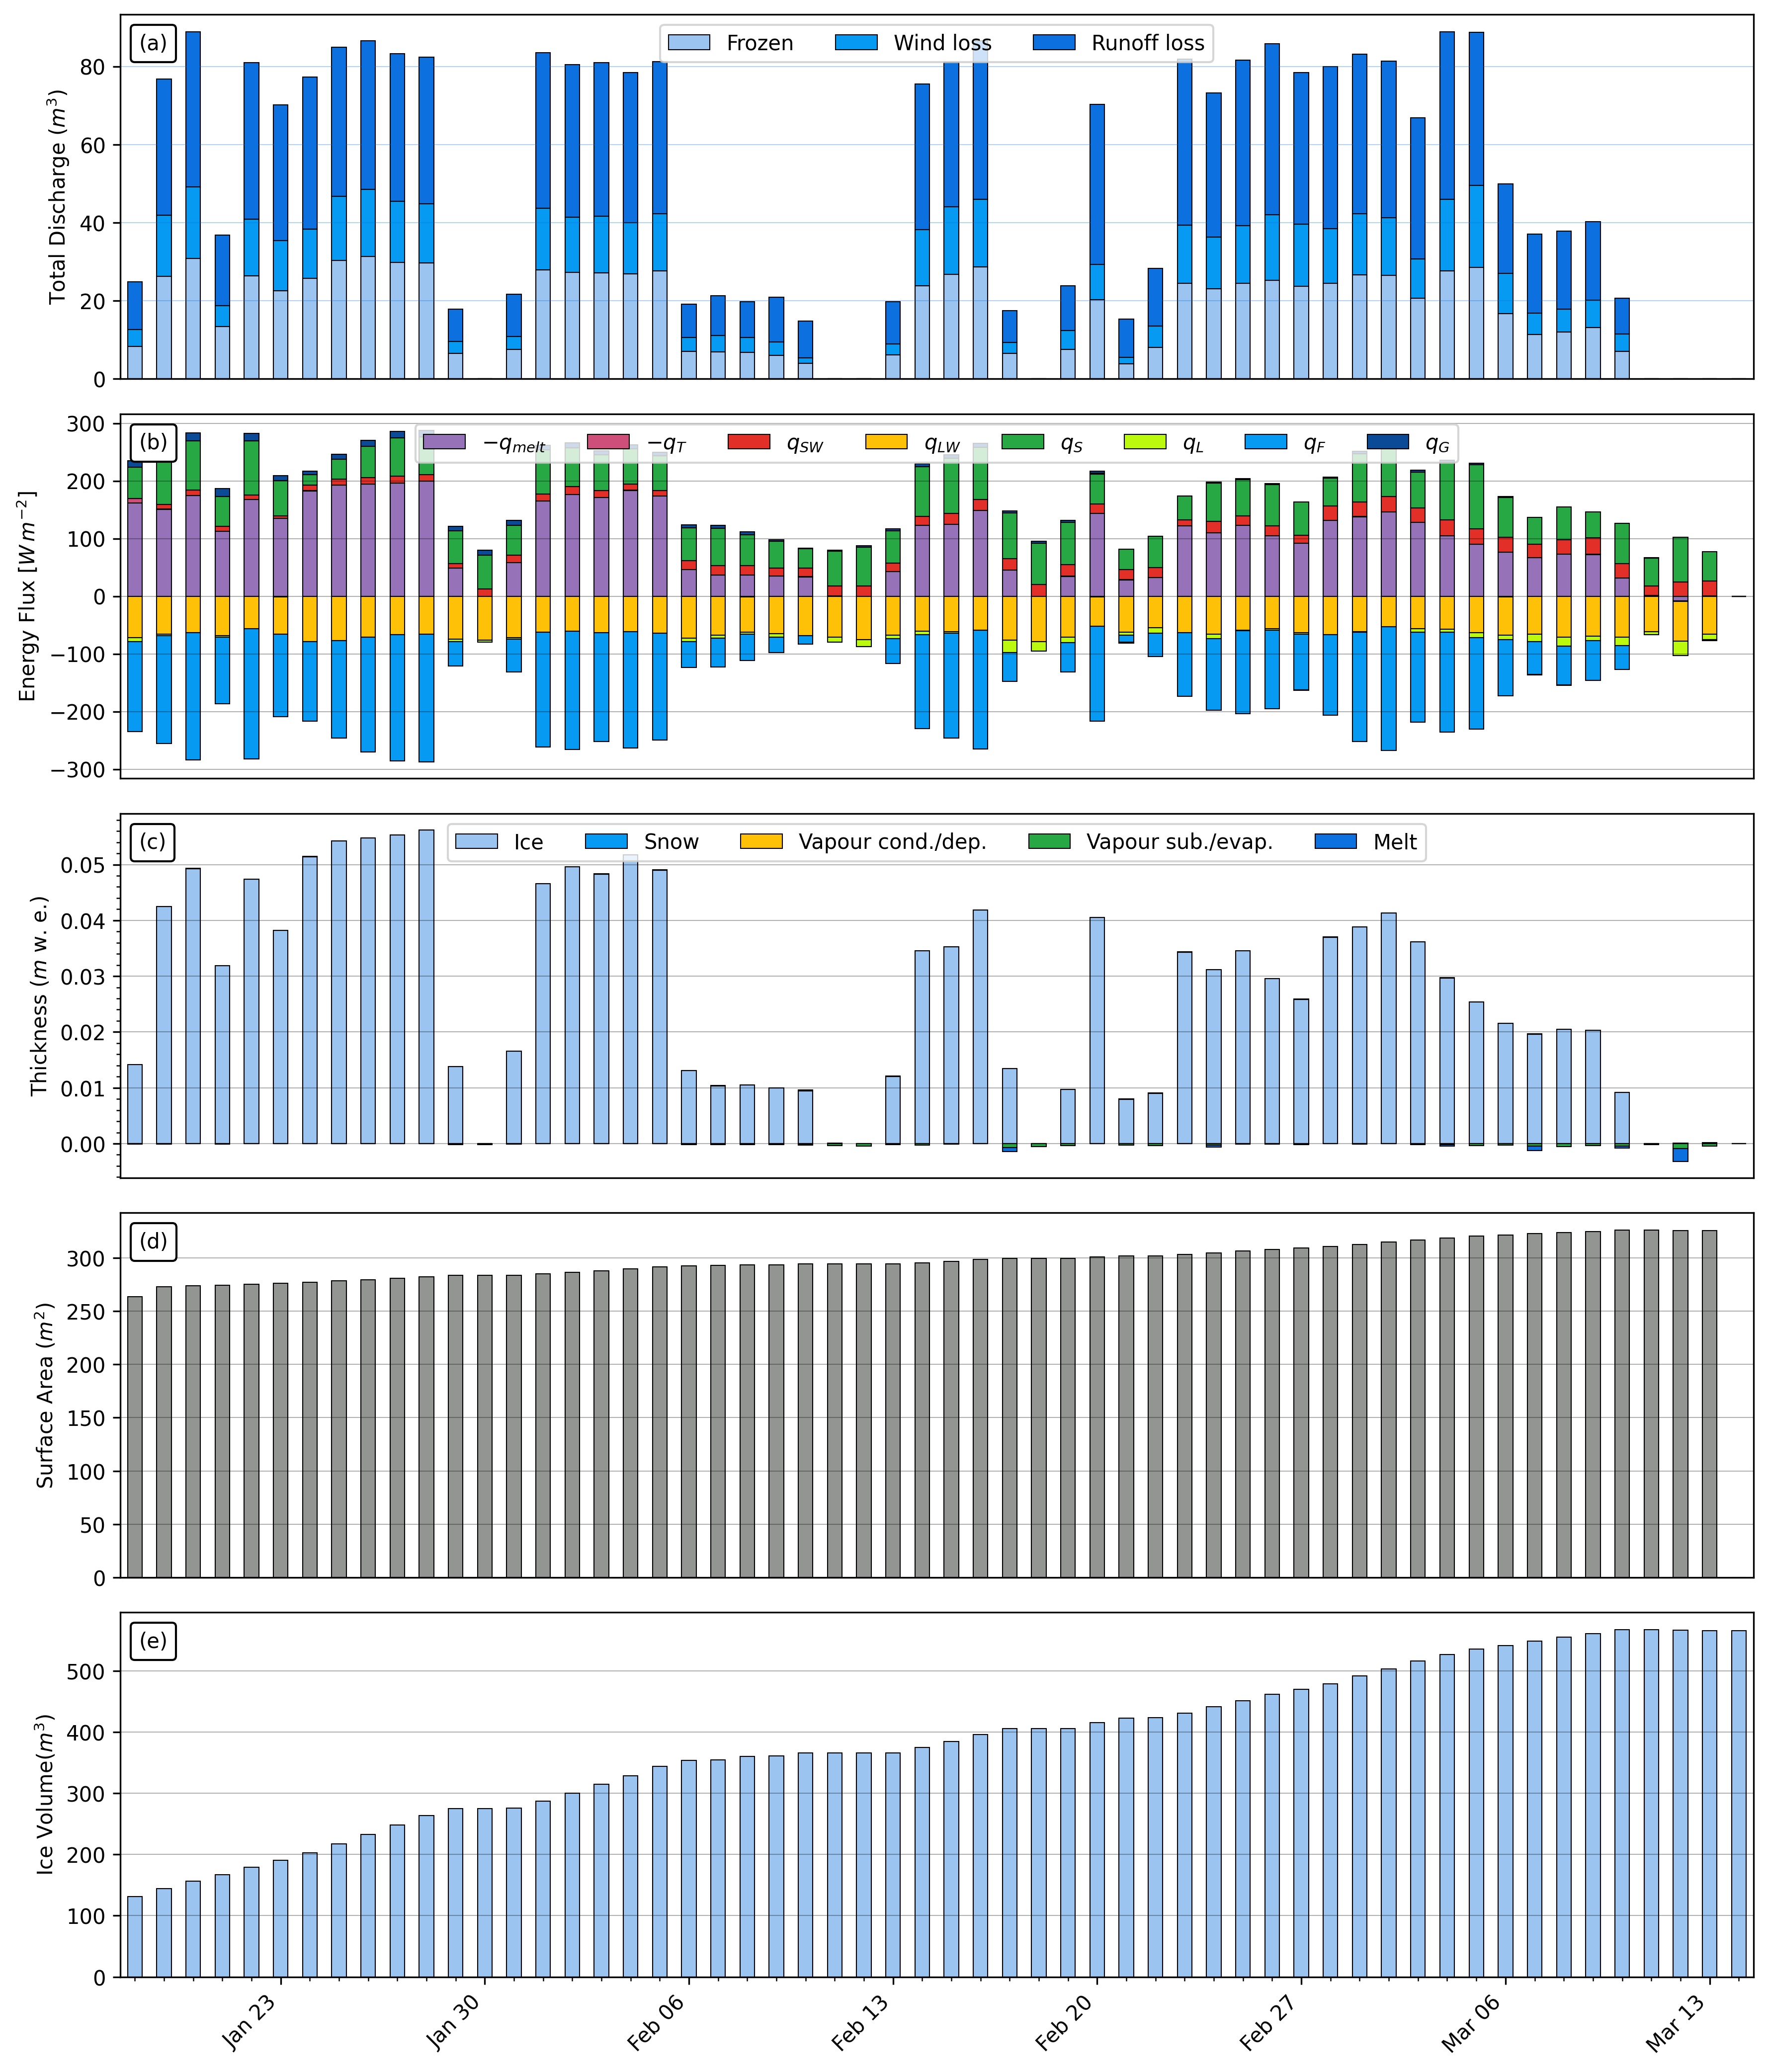 (a)
Frozen Wind loss Runoff loss
Total Discharge (m³)
80
60
40
20
0
(b)
−q_melt −q_T q_SW q_LW q_S q_L q_F q_G
Energy Flux [W m⁻²]
300
200
100
0
−100
−200
−300
(c)
Ice Snow Vapour cond./dep. Vapour sub./evap. Melt
Thickness (m w. e.)
0.05
0.04
0.03
0.02
0.01
0.00
(d)
Surface Area (m²)
300
250
200
150
100
50
0
(e)
Ice Volume(m³)
500
400
300
200
100
0
Jan 23 Jan 30 Feb 06 Feb 13 Feb 20 Feb 27 Mar 06 Mar 13